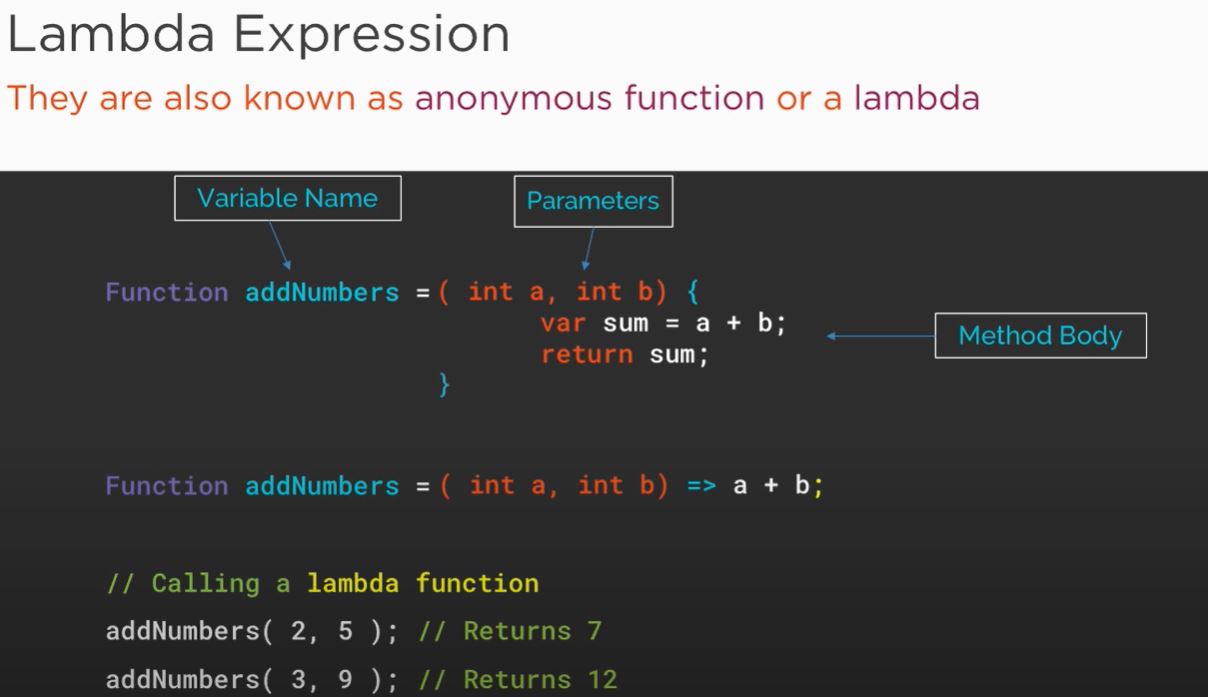 Lambda Expression
They are also known as anonymous function or a lambda
Variable Name
Parameters
Function addNumbers = ( int a, int b) {
var sum = a + b;
return sum;
Method Body
}
Function addNumbers = ( int a, int b) => a + b;
// Calling a lambda function
addNumbers( 2, 5 ); // Returns 7
addNumbers( 3, 9 ); // Returns 12